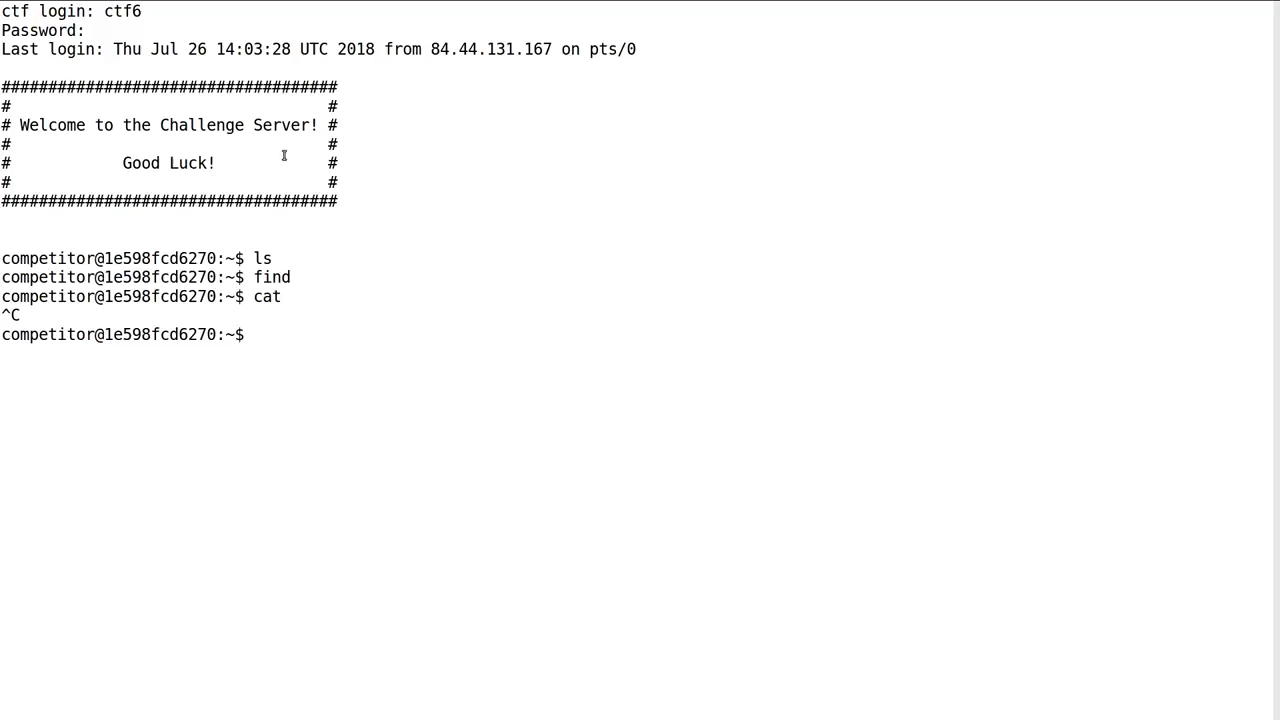 ctf login: ctf6
Password:
Last login: Thu Jul 26 14:03:28 UTC 2018 from 84.44.131.167 on pts/0
####################################
#                                  #
# Welcome to the Challenge Server! #
#                                  #
#            Good Luck!            #
#                                  #
####################################
competitor@1e598fcd6270:~$ ls
competitor@1e598fcd6270:~$ find
competitor@1e598fcd6270:~$ cat
^C
competitor@1e598fcd6270:~$